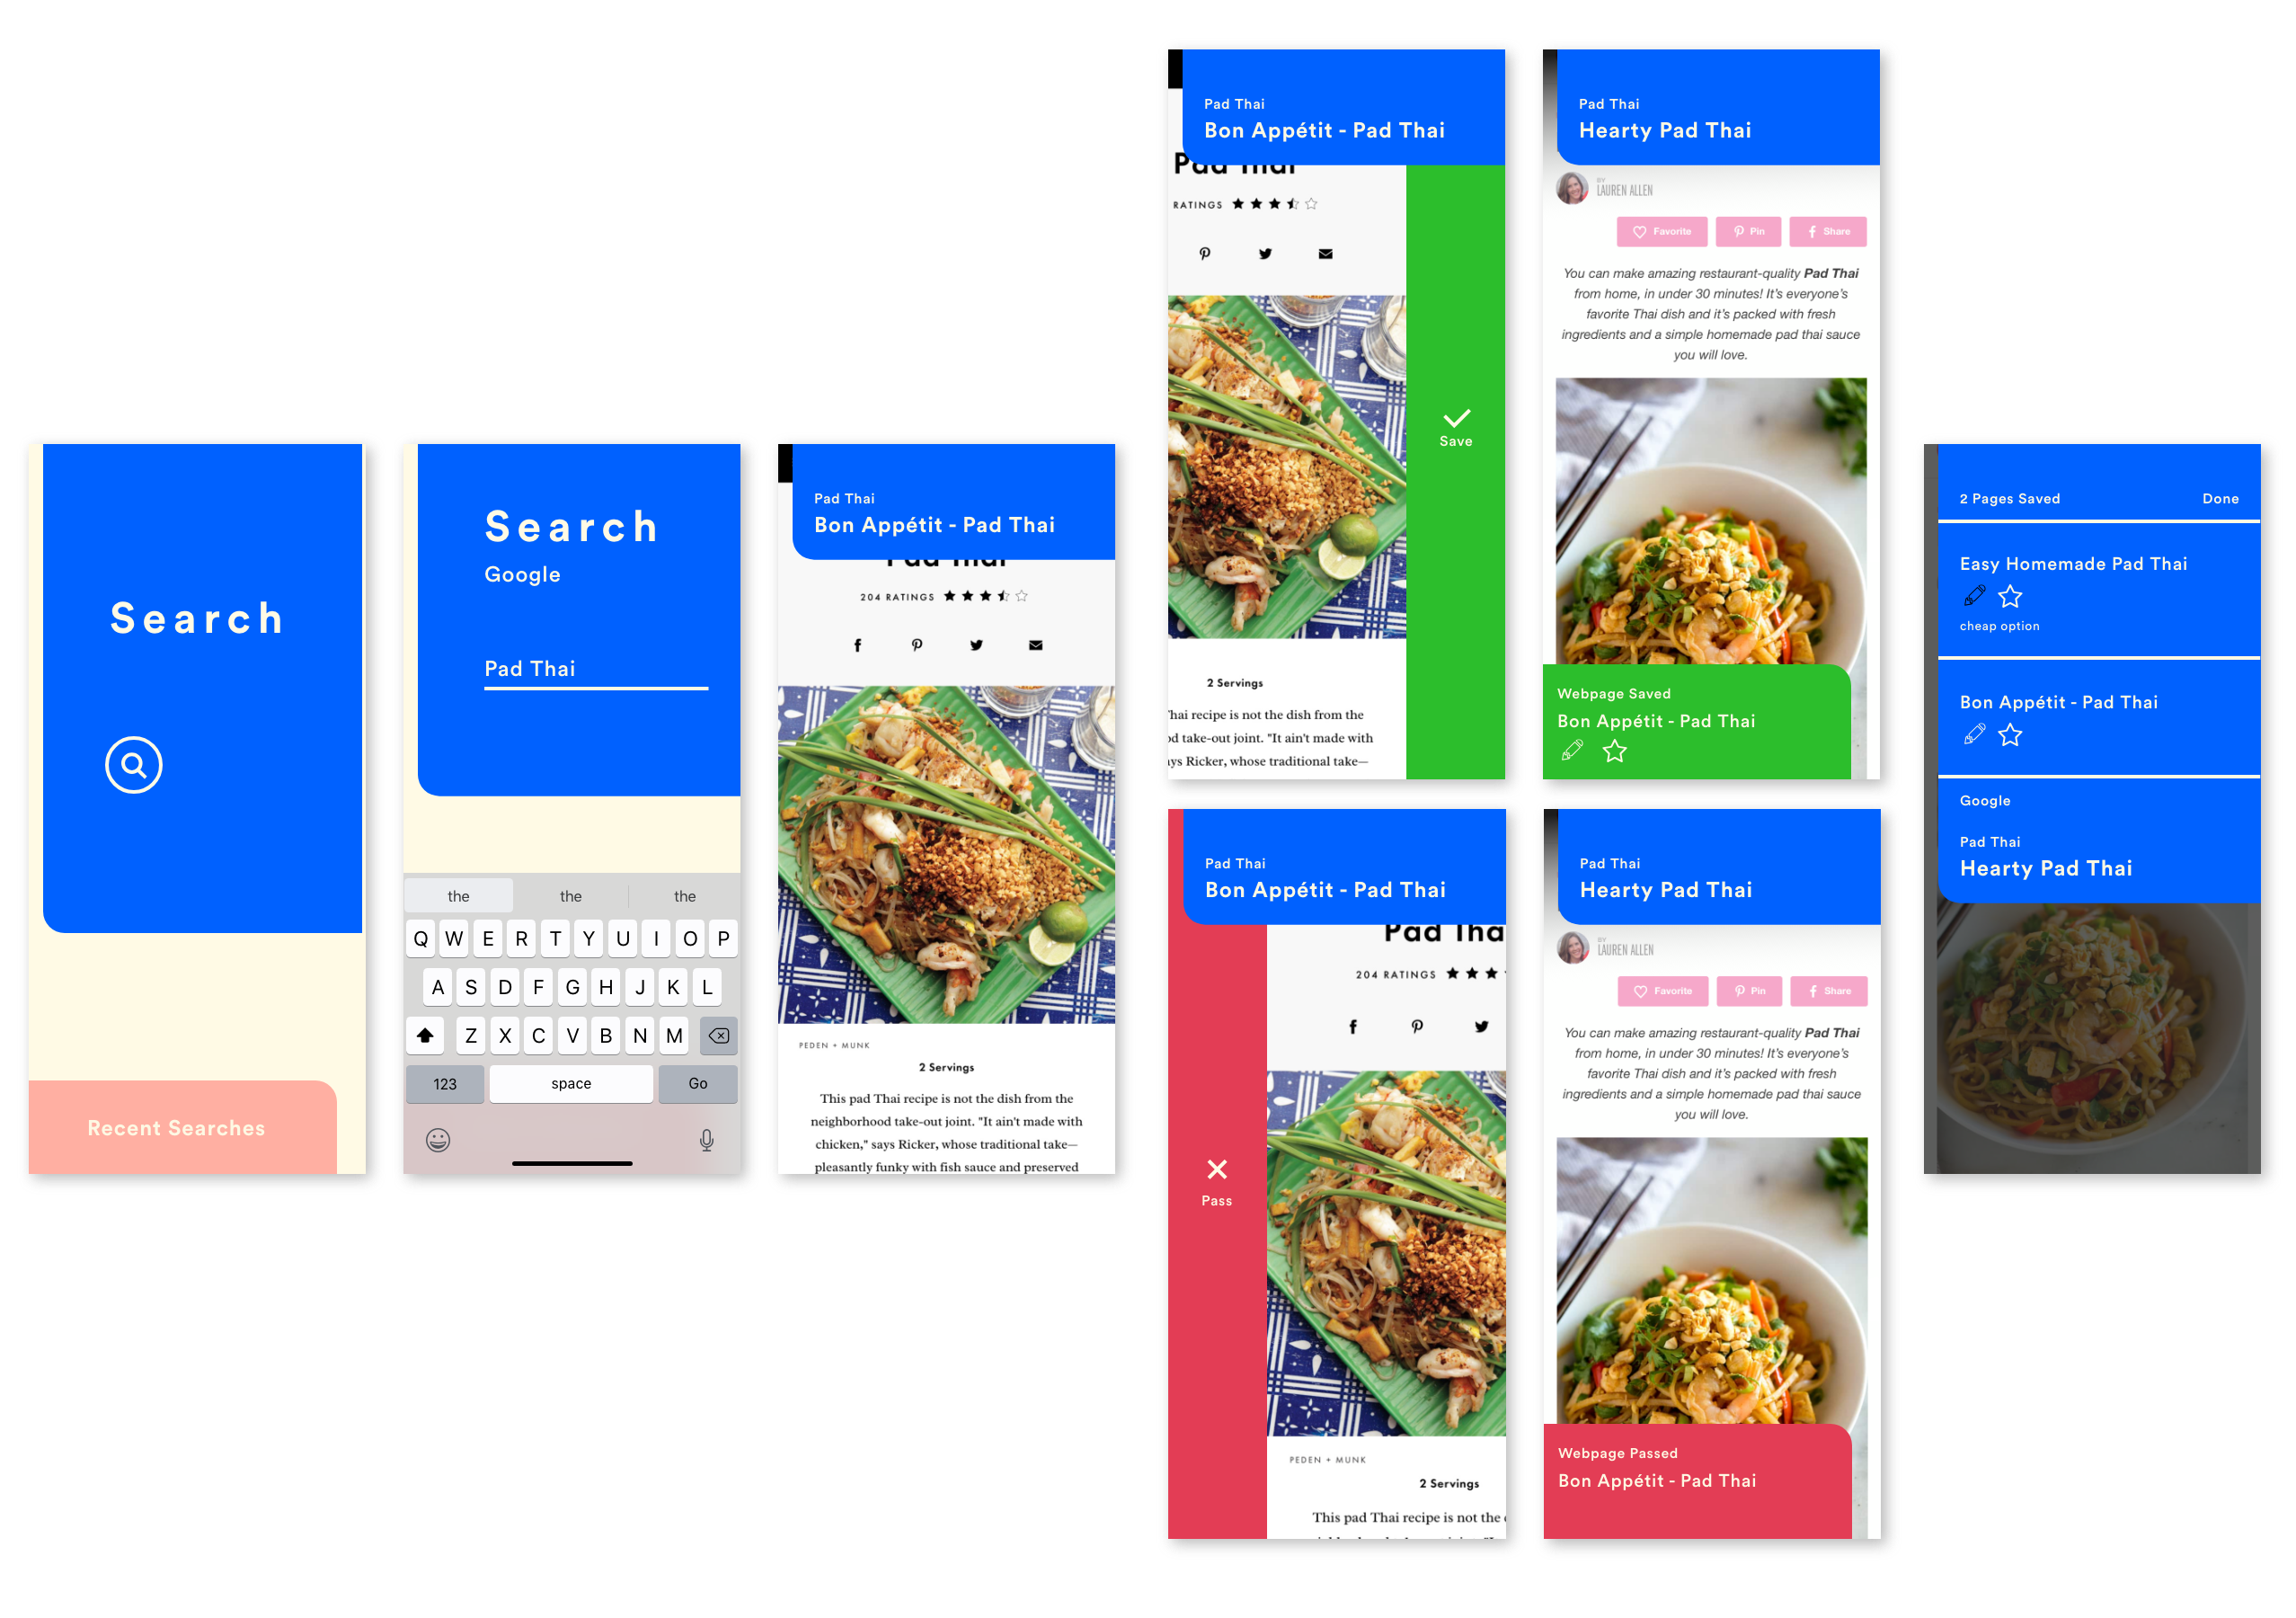 Search
Recent Searches
Search
Google
Pad Thai
the the the
Q W E R T Y U I O P
A S D F G H J K L
Z X C V B N M
123 space Go
Pad Thai
Bon Appétit - Pad Thai
Pad Thai
204 RATINGS
PEDEN + MUNK
2 Servings
This pad Thai recipe is not the dish from the
neighborhood take-out joint. "It ain't made with
chicken," says Ricker, whose traditional take—
pleasantly funky with fish sauce and preserved
Pad Thai
Bon Appétit - Pad Thai
Pad Thai
RATINGS
Save
2 Servings
Thai recipe is not the dish from the
od take-out joint. "It ain't made with
ays Ricker, whose traditional take—
Pad Thai
Hearty Pad Thai
BY
LAUREN ALLEN
Favorite Pin Share
You can make amazing restaurant-quality Pad Thai
from home, in under 30 minutes! It's everyone's
favorite Thai dish and it's packed with fresh
ingredients and a simple homemade pad thai sauce
you will love.
Webpage Saved
Bon Appétit - Pad Thai
Pad Thai
Bon Appétit - Pad Thai
Pad Tha
204 RATINGS
Pass
PEDEN + MUNK
2 Servings
This pad Thai recipe is not the
Pad Thai
Hearty Pad Thai
BY
LAUREN ALLEN
Favorite Pin Share
You can make amazing restaurant-quality Pad Thai
from home, in under 30 minutes! It's everyone's
favorite Thai dish and it's packed with fresh
ingredients and a simple homemade pad thai sauce
you will love.
Webpage Passed
Bon Appétit - Pad Thai
2 Pages Saved Done
Easy Homemade Pad Thai
cheap option
Bon Appétit - Pad Thai
Google
Pad Thai
Hearty Pad Thai